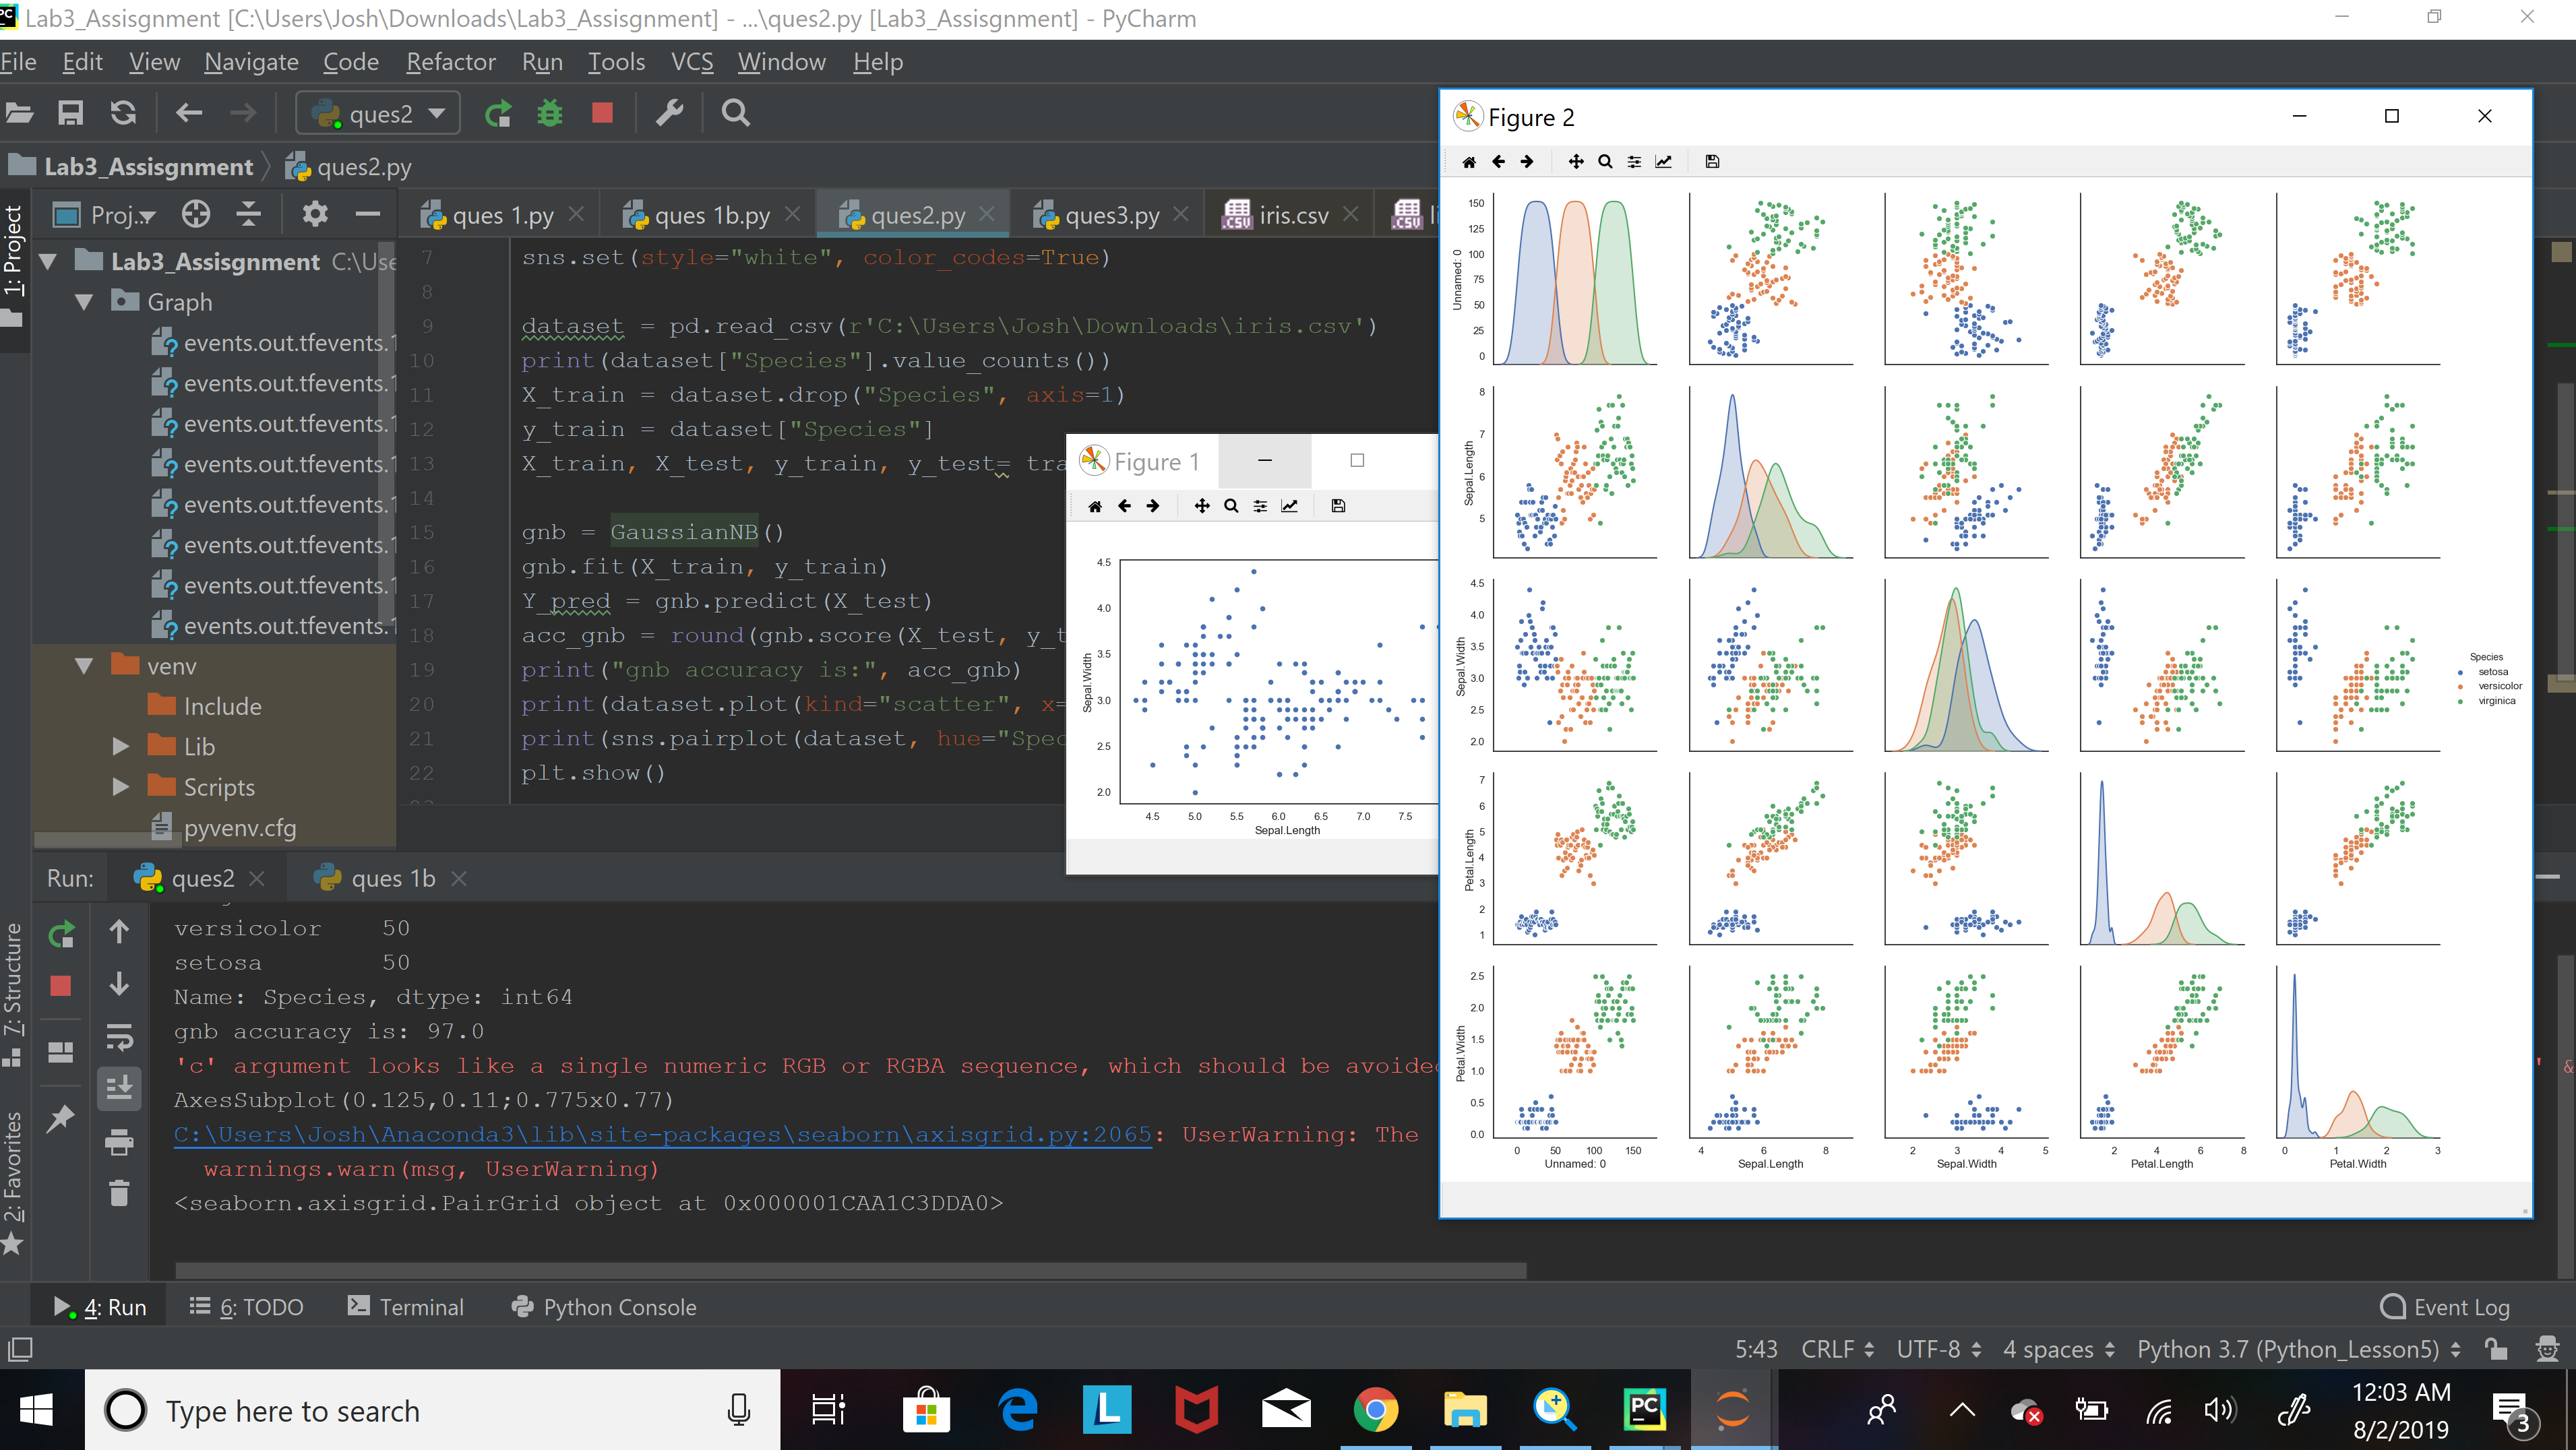 PC Lab3_Assisgnment [C:\Users\Josh\Downloads\Lab3_Assisgnment] - ...\ques2.py [Lab3_Assisgnment] - PyCharm
File Edit View Navigate Code Refactor Run Tools VCS Window Help
ques2
Lab3_Assisgnment ques2.py
1: Project
Proj...
ques 1.py
ques 1b.py
ques2.py
ques3.py
iris.csv
Lab3_Assisgnment C:\Use
Graph
events.out.tfevents.1
events.out.tfevents.1
events.out.tfevents.1
events.out.tfevents.1
events.out.tfevents.1
events.out.tfevents.1
events.out.tfevents.1
events.out.tfevents.1
venv
Include
Lib
Scripts
pyvenv.cfg
7 sns.set(style="white", color_codes=True)
8
9 dataset = pd.read_csv(r'C:\Users\Josh\Downloads\iris.csv')
10 print(dataset["Species"].value_counts())
11 X_train = dataset.drop("Species", axis=1)
12 y_train = dataset["Species"]
13 X_train, X_test, y_train, y_test= tra
14
15 gnb = GaussianNB()
16 gnb.fit(X_train, y_train)
17 Y_pred = gnb.predict(X_test)
18 acc_gnb = round(gnb.score(X_test, y_t
19 print("gnb accuracy is:", acc_gnb)
20 print(dataset.plot(kind="scatter", x=
21 print(sns.pairplot(dataset, hue="Spec
22 plt.show()
Figure 1
4.5
4.0
3.5
3.0
2.5
2.0
Sepal.Width
4.5 5.0 5.5 6.0 6.5 7.0 7.5
Sepal.Length
Figure 2
150
125
100
75
50
25
0
Unnamed: 0
8
7
6
5
Sepal.Length
4.5
4.0
3.5
3.0
2.5
2.0
Sepal.Width
7
6
5
4
3
2
1
Petal.Length
2.5
2.0
1.5
1.0
0.5
0.0
Petal.Width
0 50 100 150 4 6 8 2 3 4 5 2 4 6 8 0 1 2 3
Unnamed: 0 Sepal.Length Sepal.Width Petal.Length Petal.Width
Species
setosa
versicolor
virginica
Run: ques2 ques 1b
versicolor 50
setosa 50
Name: Species, dtype: int64
gnb accuracy is: 97.0
'c' argument looks like a single numeric RGB or RGBA sequence, which should be avoided ' &
AxesSubplot(0.125,0.11;0.775x0.77)
C:\Users\Josh\Anaconda3\lib\site-packages\seaborn\axisgrid.py:2065: UserWarning: The
warnings.warn(msg, UserWarning)
<seaborn.axisgrid.PairGrid object at 0x000001CAA1C3DDA0>
7: Structure
2: Favorites
4: Run 6: TODO Terminal Python Console Event Log
5:43 CRLF UTF-8 4 spaces Python 3.7 (Python_Lesson5)
Type here to search
L
PC
12:03 AM
8/2/2019
3